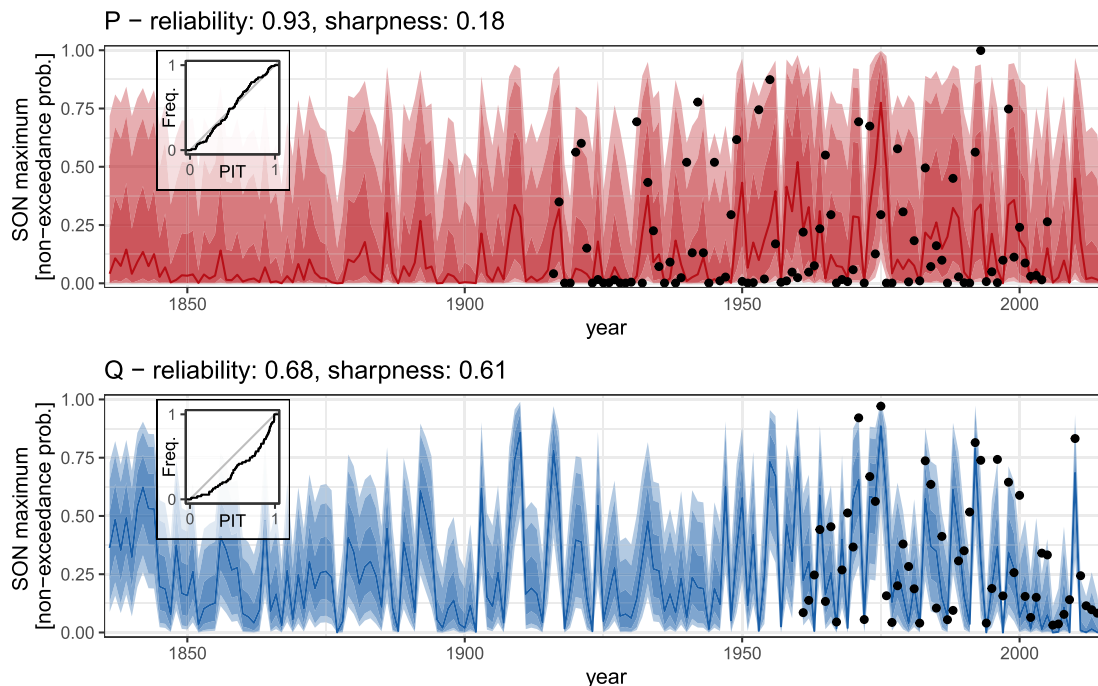 P − reliability: 0.93, sharpness: 0.18
SON maximum
[non−exceedance prob.]
1.00
0.75
0.50
0.25
0.00
Freq.
1
0
0
1
PIT
1850
1900
1950
2000
year
Q − reliability: 0.68, sharpness: 0.61
SON maximum
[non−exceedance prob.]
1.00
0.75
0.50
0.25
0.00
Freq.
1
0
0
1
PIT
1850
1900
1950
2000
year